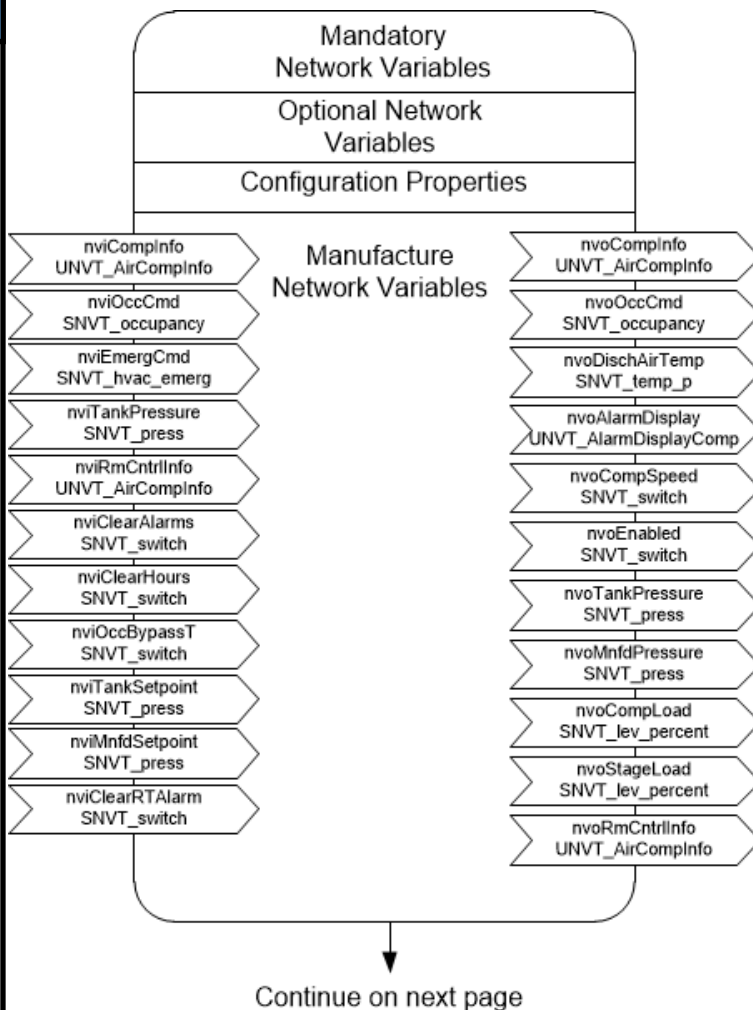 Mandatory
Network Variables
Optional Network
Variables
Configuration Properties
Manufacture
Network Variables
nviCompInfo
UNVT_AirCompInfo
nviOccCmd
SNVT_occupancy
nviEmergCmd
SNVT_hvac_emerg
nviTankPressure
SNVT_press
nviRmCntrlInfo
UNVT_AirCompInfo
nviClearAlarms
SNVT_switch
nviClearHours
SNVT_switch
nviOccBypassT
SNVT_switch
nviTankSetpoint
SNVT_press
nviMnfdSetpoint
SNVT_press
nviClearRTAlarm
SNVT_switch
nvoCompInfo
UNVT_AirCompInfo
nvoOccCmd
SNVT_occupancy
nvoDischAirTemp
SNVT_temp_p
nvoAlarmDisplay
UNVT_AlarmDisplayComp
nvoCompSpeed
SNVT_switch
nvoEnabled
SNVT_switch
nvoTankPressure
SNVT_press
nvoMnfdPressure
SNVT_press
nvoCompLoad
SNVT_lev_percent
nvoStageLoad
SNVT_lev_percent
nvoRmCntrlInfo
UNVT_AirCompInfo
Continue on next page